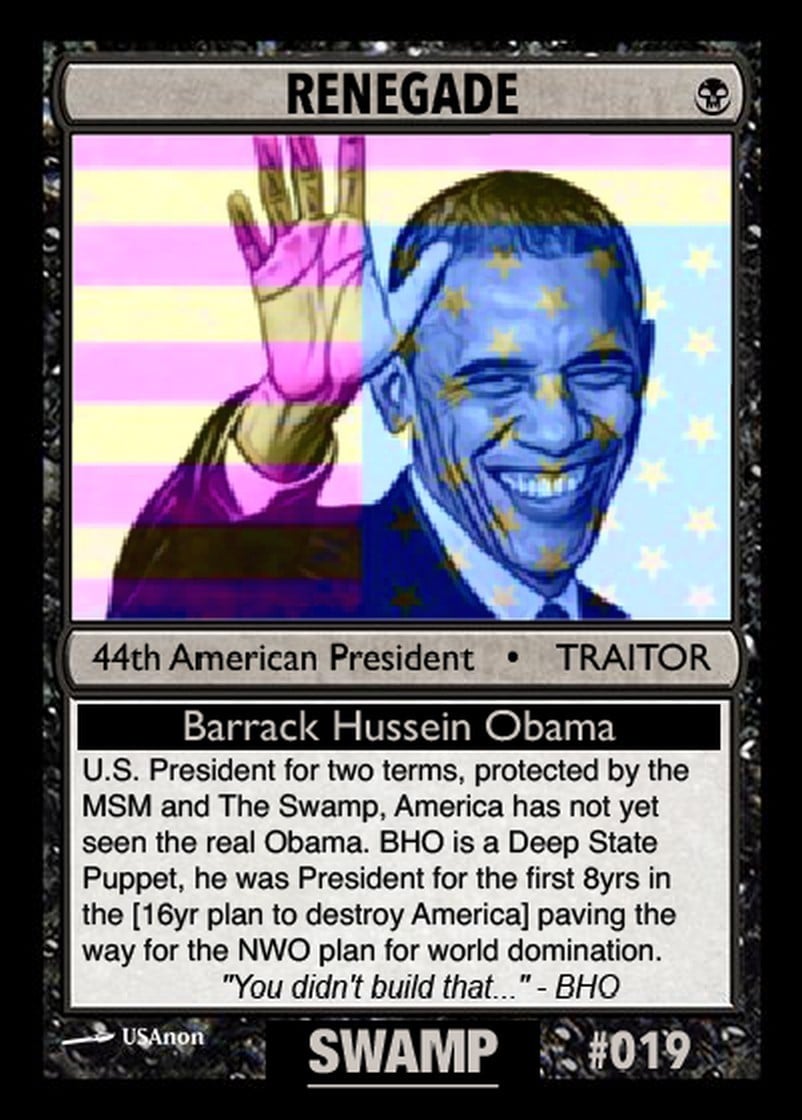 RENEGADE
44th American President • TRAITOR
Barrack Hussein Obama
U.S. President for two terms, protected by the
MSM and The Swamp, America has not yet
seen the real Obama. BHO is a Deep State
Puppet, he was President for the first 8yrs in
the [16yr plan to destroy America] paving the
way for the NWO plan for world domination.
"You didn't build that..." - BHO
USAnon
SWAMP
#019